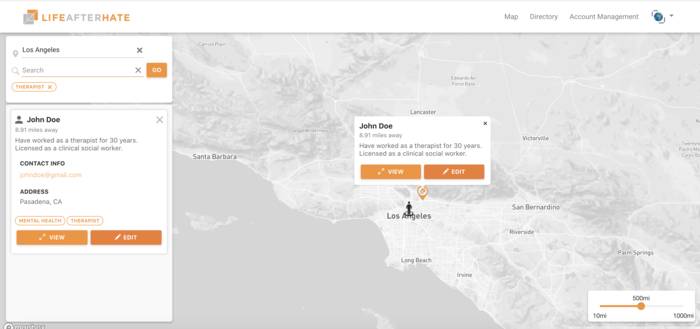 LIFEAFTERHATE
Map Directory Account Management
Los Angeles
Search
GO
THERAPIST
John Doe
8.91 miles away
Have worked as a therapist for 30 years.
Licensed as a clinical social worker.
CONTACT INFO
johndoe@gmail.com
ADDRESS
Pasadena, CA
MENTAL HEALTH THERAPIST
VIEW EDIT
Lancaster
John Doe
8.91 miles away
Have worked as a therapist for 30 years.
Licensed as a clinical social worker.
VIEW EDIT
Victorville
Santa Barbara
Los Angeles
San Bernardino
Riverside
Palm Springs
Long Beach
Irvine
500mi
10mi 1000mi